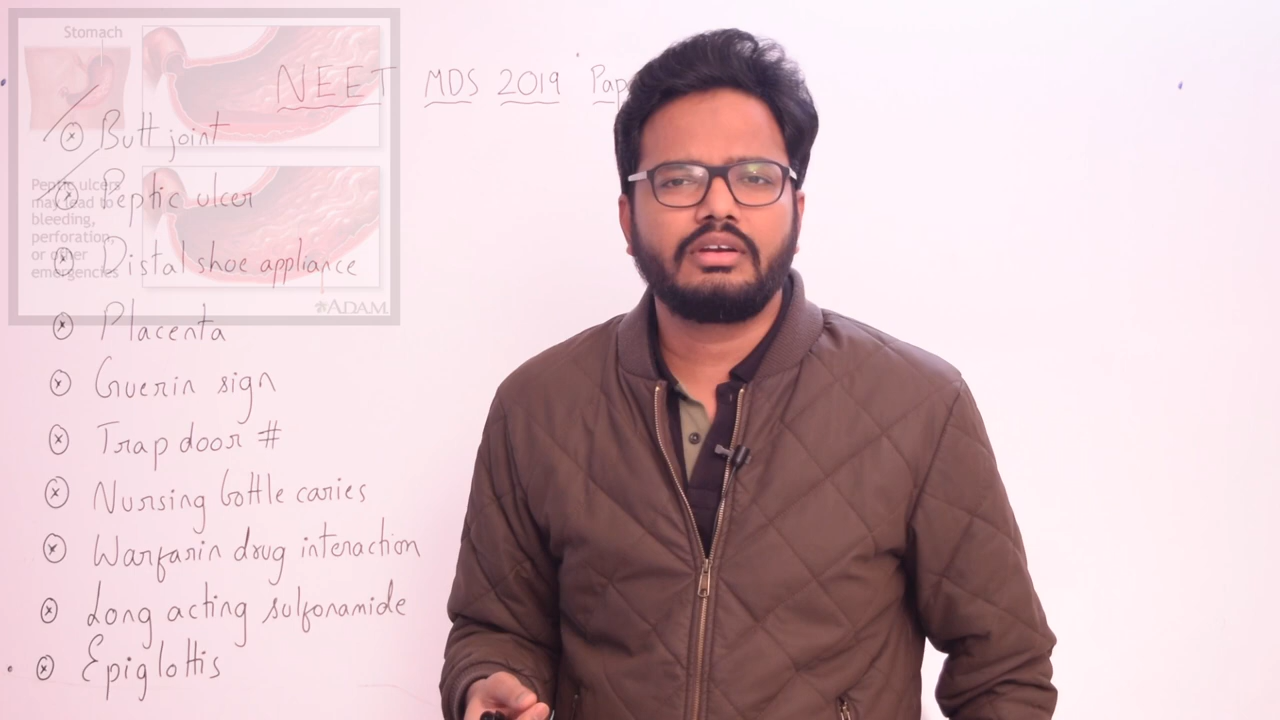 Stomach
NEET MDS 2019 Pap
Butt joint
Peptic ulcers may lead to bleeding, perforation or other emergencies
Peptic ulcer
Distal shoe appliance
ADAM
Placenta
Guerin sign
Trap door #
Nursing bottle caries
Warfarin drug interaction
Long acting sulfonamide
Epiglottis